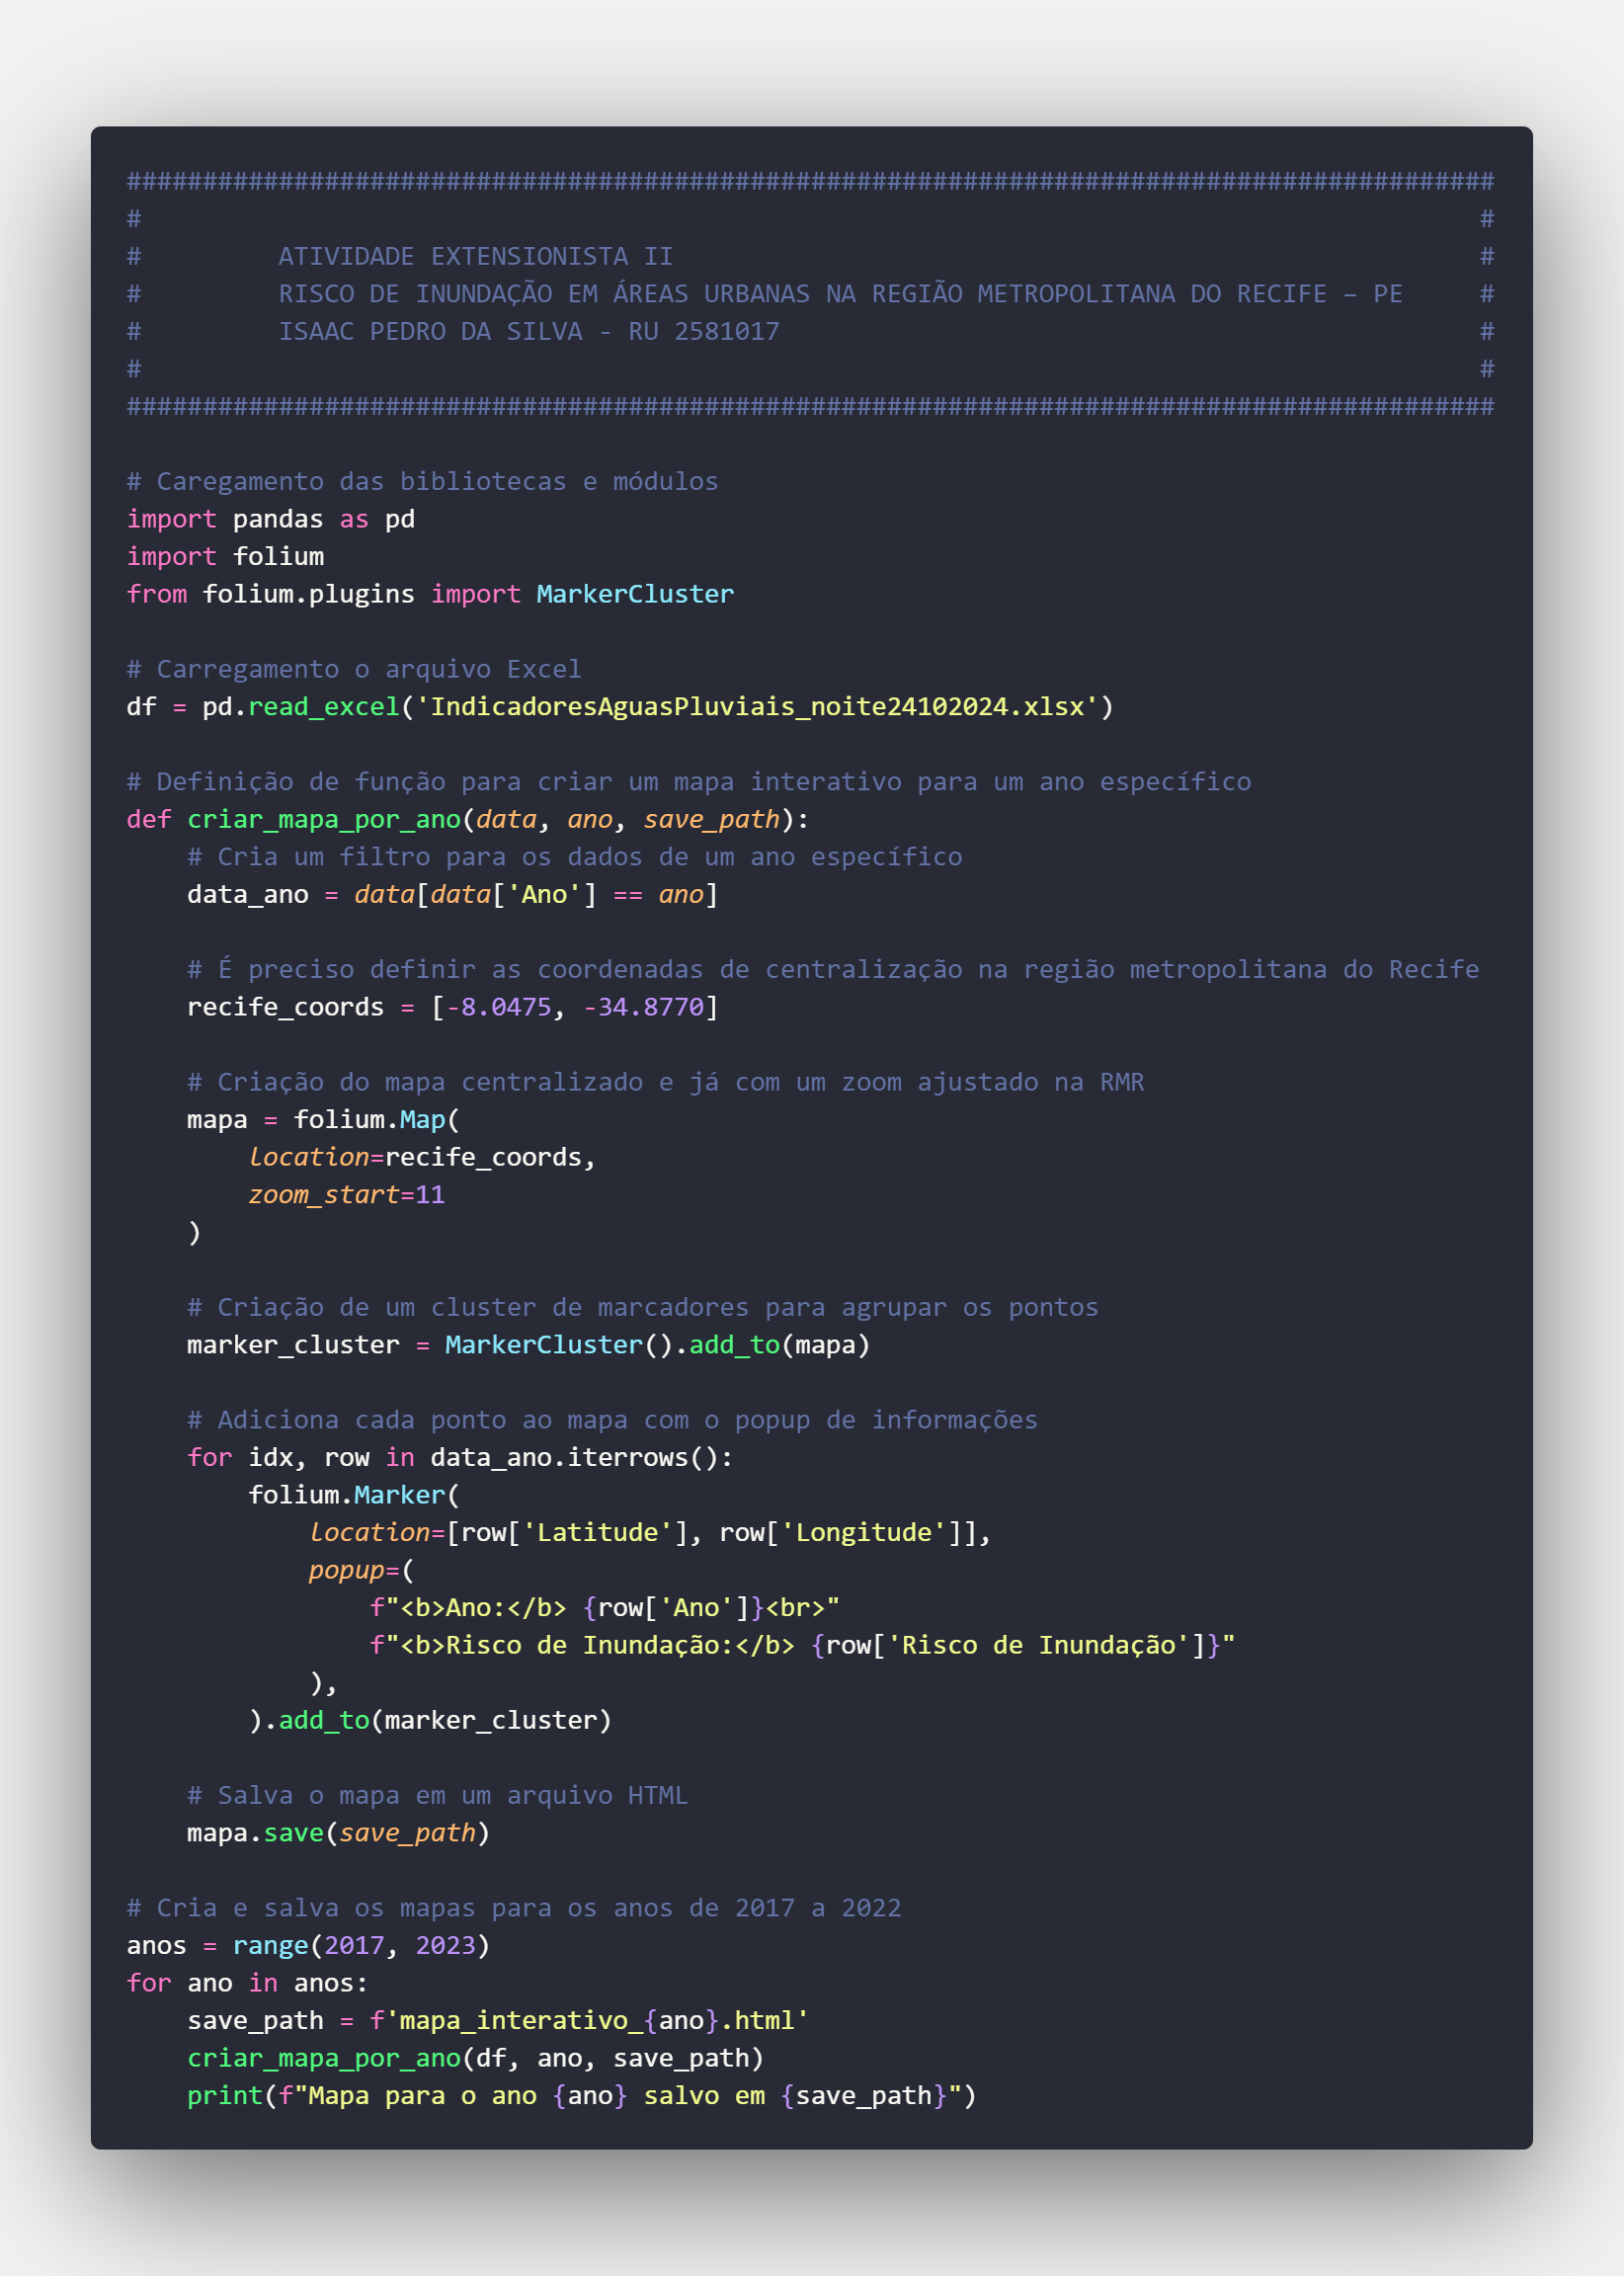 ##########################################################################################
#                                                                                        #
#         ATIVIDADE EXTENSIONISTA II                                                     #
#         RISCO DE INUNDAÇÃO EM ÁREAS URBANAS NA REGIÃO METROPOLITANA DO RECIFE – PE     #
#         ISAAC PEDRO DA SILVA - RU 2581017                                              #
#                                                                                        #
##########################################################################################

# Caregamento das bibliotecas e módulos
import pandas as pd
import folium
from folium.plugins import MarkerCluster

# Carregamento o arquivo Excel
df = pd.read_excel('IndicadoresAguasPluviais_noite24102024.xlsx')

# Definição de função para criar um mapa interativo para um ano específico
def criar_mapa_por_ano(data, ano, save_path):
    # Cria um filtro para os dados de um ano específico
    data_ano = data[data['Ano'] == ano]

    # É preciso definir as coordenadas de centralização na região metropolitana do Recife
    recife_coords = [-8.0475, -34.8770]

    # Criação do mapa centralizado e já com um zoom ajustado na RMR
    mapa = folium.Map(
        location=recife_coords,
        zoom_start=11
    )

    # Criação de um cluster de marcadores para agrupar os pontos
    marker_cluster = MarkerCluster().add_to(mapa)

    # Adiciona cada ponto ao mapa com o popup de informações
    for idx, row in data_ano.iterrows():
        folium.Marker(
            location=[row['Latitude'], row['Longitude']],
            popup=(
                f"<b>Ano:</b> {row['Ano']}<br>"
                f"<b>Risco de Inundação:</b> {row['Risco de Inundação']}"
            ),
        ).add_to(marker_cluster)

    # Salva o mapa em um arquivo HTML
    mapa.save(save_path)

# Cria e salva os mapas para os anos de 2017 a 2022
anos = range(2017, 2023)
for ano in anos:
    save_path = f'mapa_interativo_{ano}.html'
    criar_mapa_por_ano(df, ano, save_path)
    print(f"Mapa para o ano {ano} salvo em {save_path}")